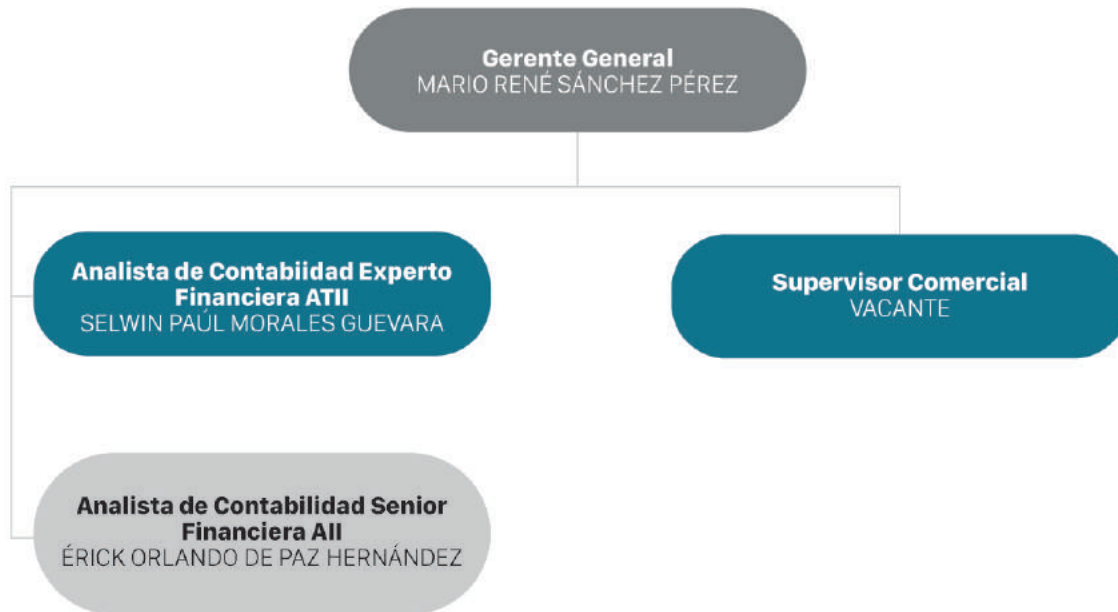 Gerente General
MARIO RENÉ SÁNCHEZ PÉREZ
Analista de Contabiidad Experto
Financiera ATII
SELWIN PAÚL MORALES GUEVARA
Supervisor Comercial
VACANTE
Analista de Contabilidad Senior
Financiera AII
ÉRICK ORLANDO DE PAZ HERNÁNDEZ